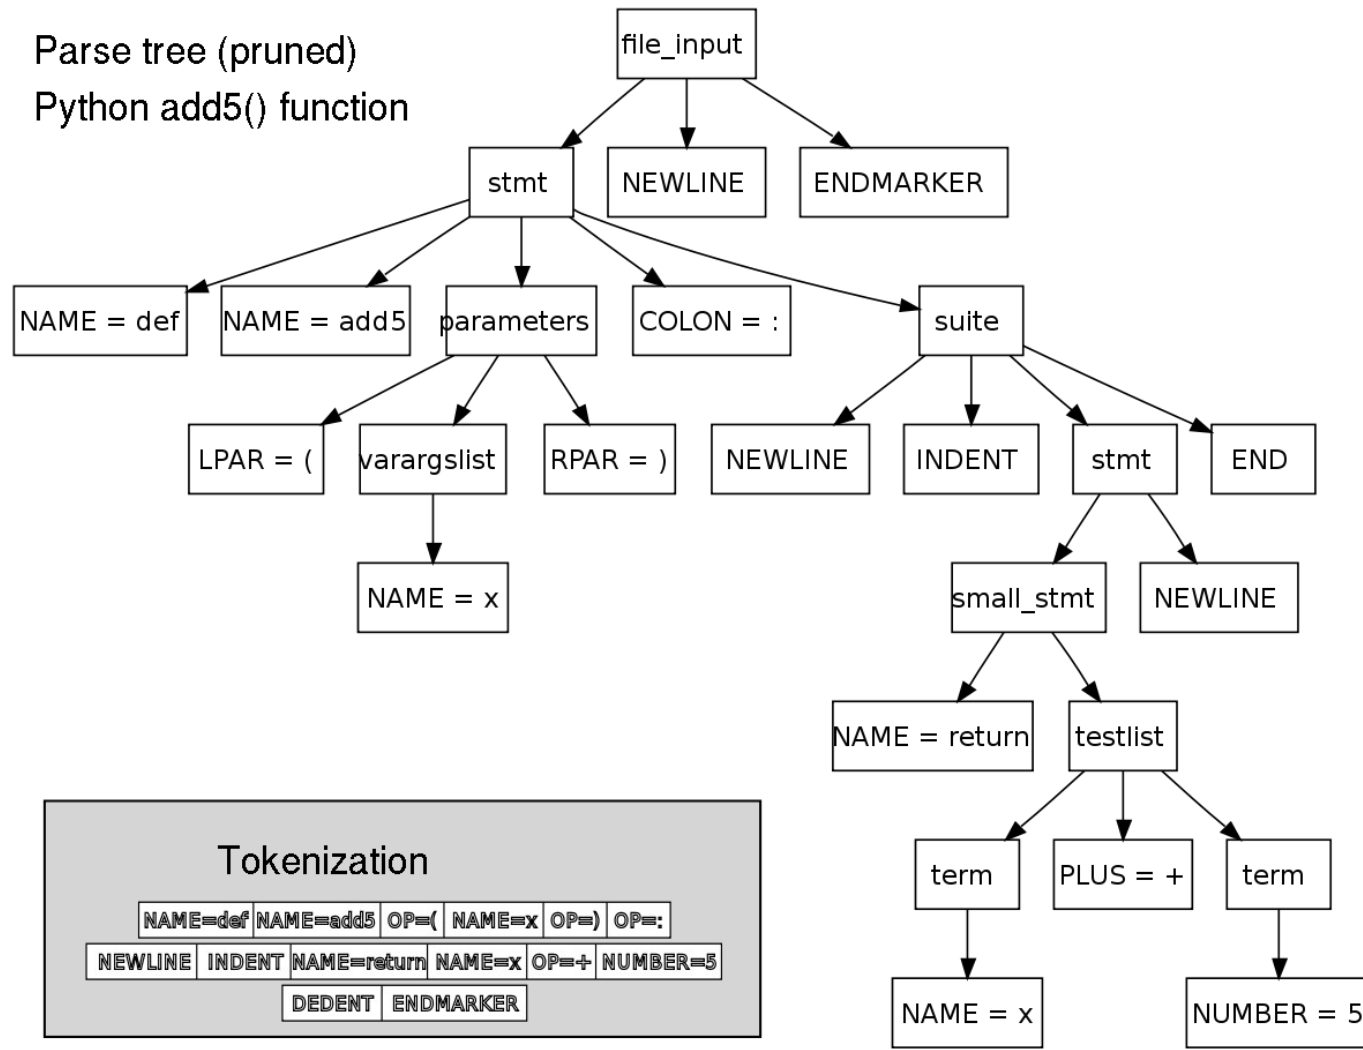 Parse tree (pruned)
Python add5() function
file_input
stmt
NEWLINE
ENDMARKER
NAME = def
NAME = add5
parameters
COLON = :
suite
LPAR = (
varargslist
RPAR = )
NEWLINE
INDENT
stmt
END
NAME = x
small_stmt
NEWLINE
NAME = return
testlist
term
PLUS = +
term
NAME = x
NUMBER = 5
Tokenization
NAME=def NAME=add5 OP=( NAME=x OP=) OP=:
NEWLINE INDENT NAME=return NAME=x OP=+ NUMBER=5
DEDENT ENDMARKER